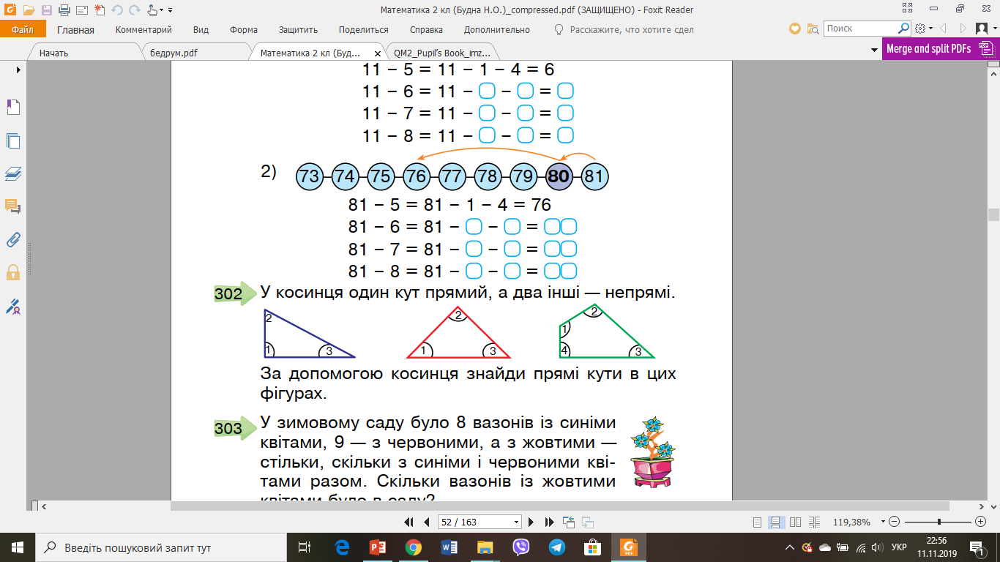 Математика 2 кл (Будна Н.О.)_compressed.pdf (ЗАЩИЩЕНО) - Foxit Reader
Файл Главная Комментарий Вид Форма Защитить Поделиться Справка Дополнительно Расскажите, что хотите сдел Поиск
Начать бедрум.pdf Математика 2 кл (Буд... × QM2_Pupil's Book_imz... Merge and split PDFs
11 − 5 = 11 − 1 − 4 = 6
11 − 6 = 11 − □ − □ = □
11 − 7 = 11 − □ − □ = □
11 − 8 = 11 − □ − □ = □
2) 73 74 75 76 77 78 79 80 81
81 − 5 = 81 − 1 − 4 = 76
81 − 6 = 81 − □ − □ = □□
81 − 7 = 81 − □ − □ = □□
81 − 8 = 81 − □ − □ = □□
302 У косинця один кут прямий, а два інші — непрямі.
2 1 3
2 1 3
1 2 4 3
За допомогою косинця знайди прямі кути в цих
фігурах.
303 У зимовому саду було 8 вазонів із синіми
квітами, 9 — з червоними, а з жовтими —
стільки, скільки з синіми і червоними кві-
тами разом. Скільки вазонів із жовтими
квітами було в саду?
52 / 163 119,38%
Введіть пошуковий запит тут УКР 22:56
11.11.2019 1